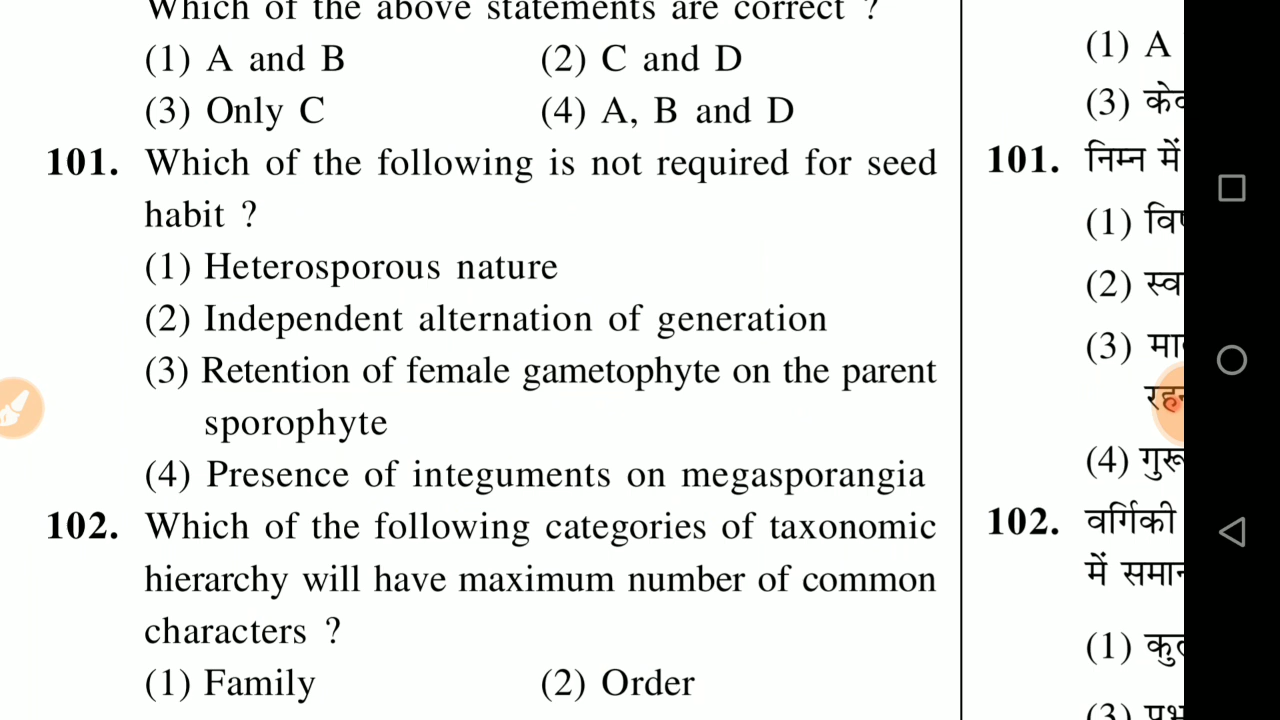 Which of the above statements are correct ?
(1) A and B (2) C and D
(3) Only C (4) A, B and D
101. Which of the following is not required for seed
habit ?
(1) Heterosporous nature
(2) Independent alternation of generation
(3) Retention of female gametophyte on the parent
sporophyte
(4) Presence of integuments on megasporangia
102. Which of the following categories of taxonomic
hierarchy will have maximum number of common
characters ?
(1) Family (2) Order
(1) A
(3)
101. निम्न में
(1)
(2)
(3)
(4)
102. वर्गिकी
में
(1)
(3)